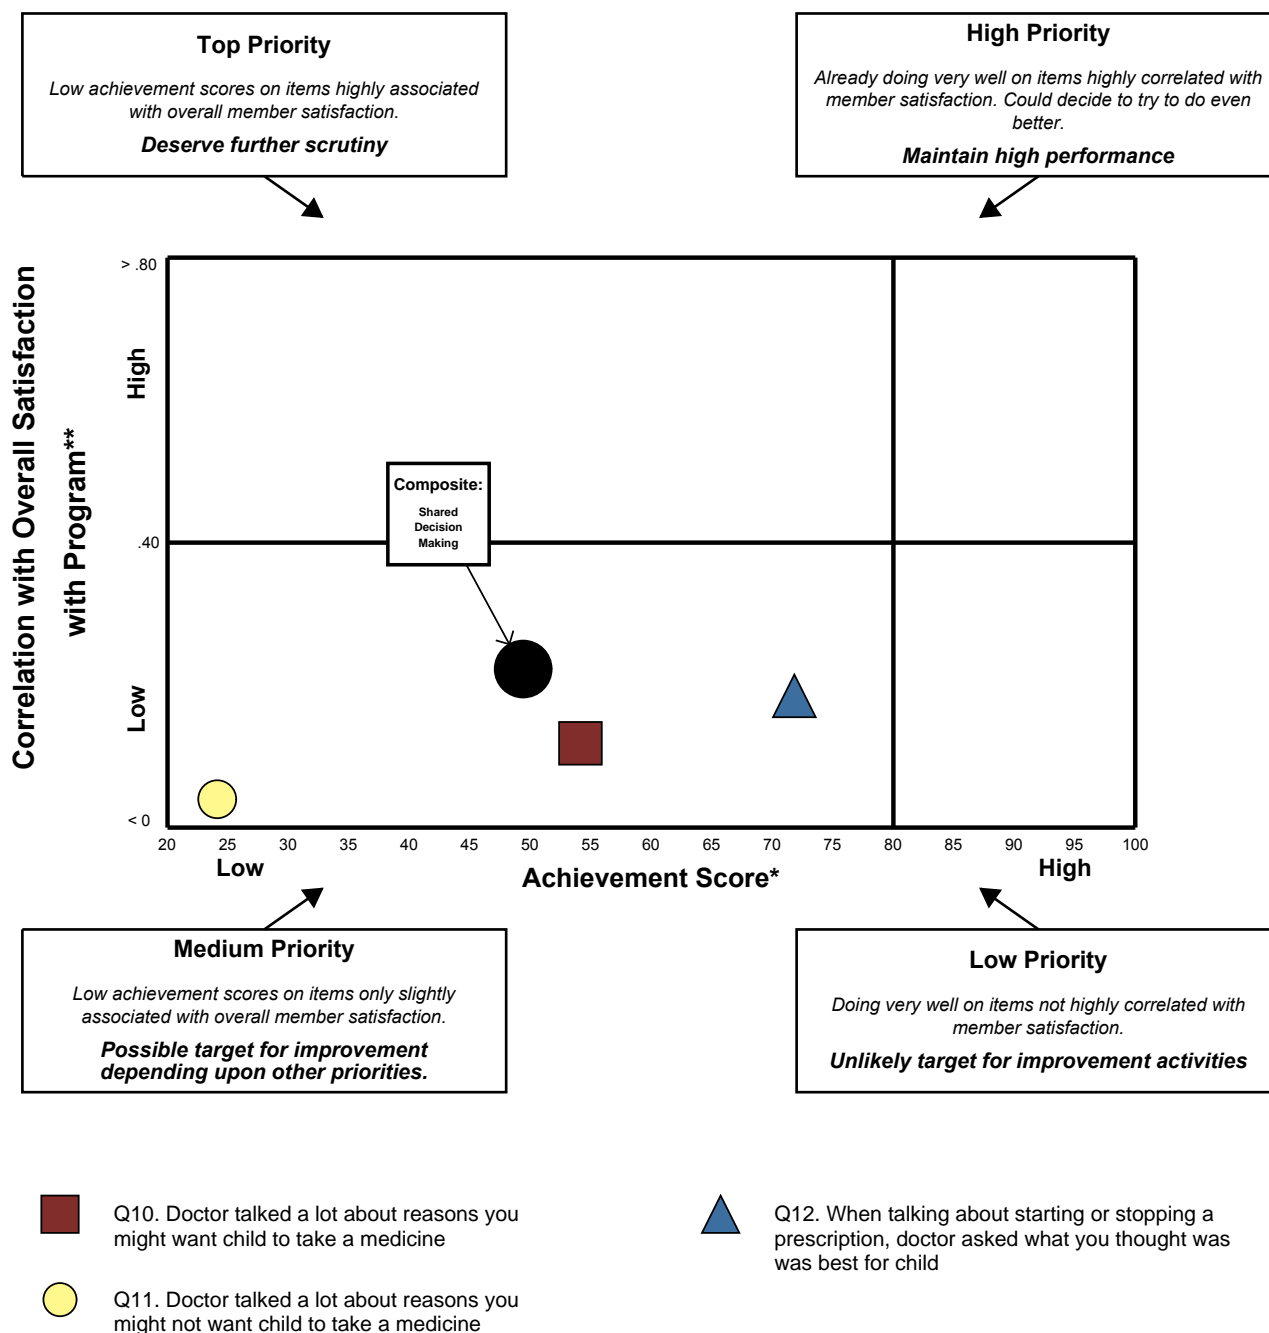 Top Priority
Low achievement scores on items highly associated
with overall member satisfaction.
Deserve further scrutiny
High Priority
Already doing very well on items highly correlated with
member satisfaction. Could decide to try to do even
better.
Maintain high performance
Correlation with Overall Satisfaction
with Program**
> .80
High
.40
Low
< 0
Composite:
Shared
Decision
Making
20 25 30 35 40 45 50 55 60 65 70 75 80 85 90 95 100
Low
Achievement Score*
High
Medium Priority
Low achievement scores on items only slightly
associated with overall member satisfaction.
Possible target for improvement
depending upon other priorities.
Low Priority
Doing very well on items not highly correlated with
member satisfaction.
Unlikely target for improvement activities
Q10. Doctor talked a lot about reasons you
might want child to take a medicine
Q11. Doctor talked a lot about reasons you
might not want child to take a medicine
Q12. When talking about starting or stopping a
prescription, doctor asked what you thought was
was best for child